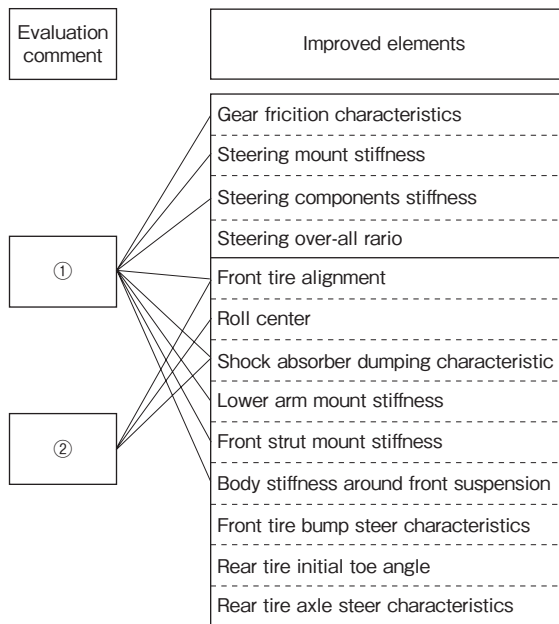 Evaluation
comment
Improved elements
Gear fricition characteristics
Steering mount stiffness
Steering components stiffness
Steering over-all rario
①
Front tire alignment
Roll center
Shock absorber dumping characteristic
Lower arm mount stiffness
②
Front strut mount stiffness
Body stiffness around front suspension
Front tire bump steer characteristics
Rear tire initial toe angle
Rear tire axle steer characteristics